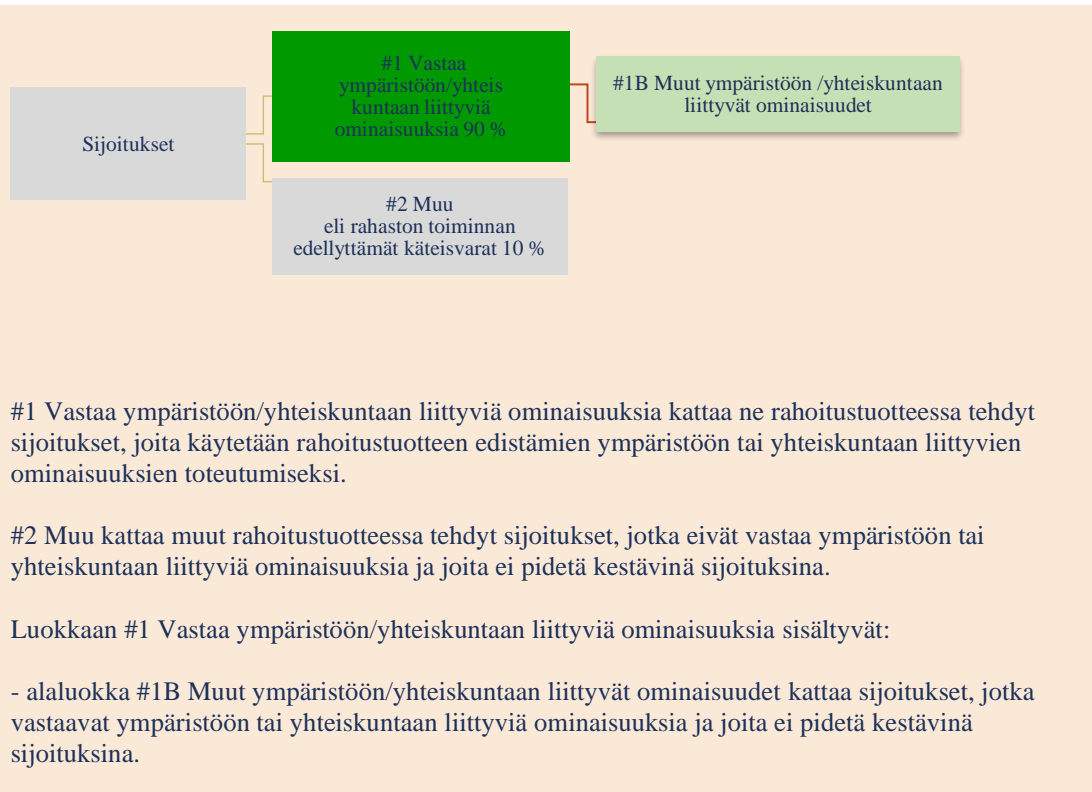 Sijoitukset
#1 Vastaa
ympäristöön/yhteis
kuntaan liittyviä
ominaisuuksia 90 %
#1B Muut ympäristöön /yhteiskuntaan
liittyvät ominaisuudet
#2 Muu
eli rahaston toiminnan
edellyttämät käteisvarat 10 %
#1 Vastaa ympäristöön/yhteiskuntaan liittyviä ominaisuuksia kattaa ne rahoitustuotteessa tehdyt
sijoitukset, joita käytetään rahoitustuotteen edistämien ympäristöön tai yhteiskuntaan liittyvien
ominaisuuksien toteutumiseksi.
#2 Muu kattaa muut rahoitustuotteessa tehdyt sijoitukset, jotka eivät vastaa ympäristöön tai
yhteiskuntaan liittyviä ominaisuuksia ja joita ei pidetä kestävinä sijoituksina.
Luokkaan #1 Vastaa ympäristöön/yhteiskuntaan liittyviä ominaisuuksia sisältyvät:
- alaluokka #1B Muut ympäristöön/yhteiskuntaan liittyvät ominaisuudet kattaa sijoitukset, jotka
vastaavat ympäristöön tai yhteiskuntaan liittyviä ominaisuuksia ja joita ei pidetä kestävinä
sijoituksina.